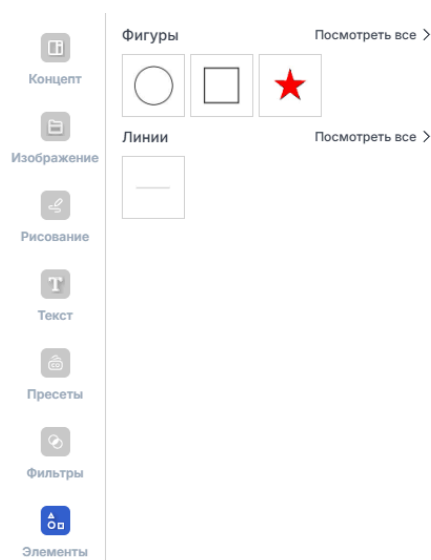 Концепт
Изображение
Рисование
Текст
Пресеты
Фильтры
Элементы
Фигуры Посмотреть все
Линии Посмотреть все